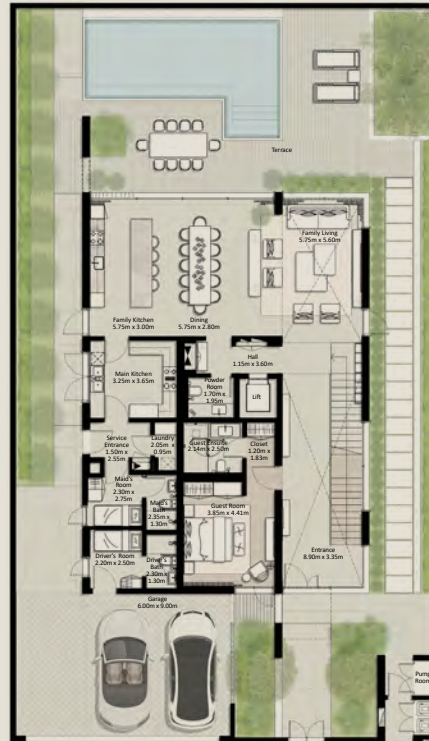 Terrace
Family Living
5.75m x 5.60m
Family Kitchen
5.75m x 3.00m
Dining
5.75m x 2.80m
Hall
1.15m x 3.60m
Main Kitchen
3.25m x 3.65m
Powder
Room
1.70m x
1.95m
Lift
Service
Entrance
1.50m x
2.55m
Laundry
2.05m x
0.95m
Guest Ensuite
2.14m x 2.50m
Closet
1.20m x
1.83m
Maid's
Room
2.30m x
2.75m
Maid's
Bath
2.35m x
1.30m
Guest Room
3.85m x 4.41m
Driver's Room
2.20m x 2.50m
Driver's
Bath
2.30m x
1.30m
Entrance
8.90m x 3.35m
Garage
6.00m x 9.00m
Pump
Room